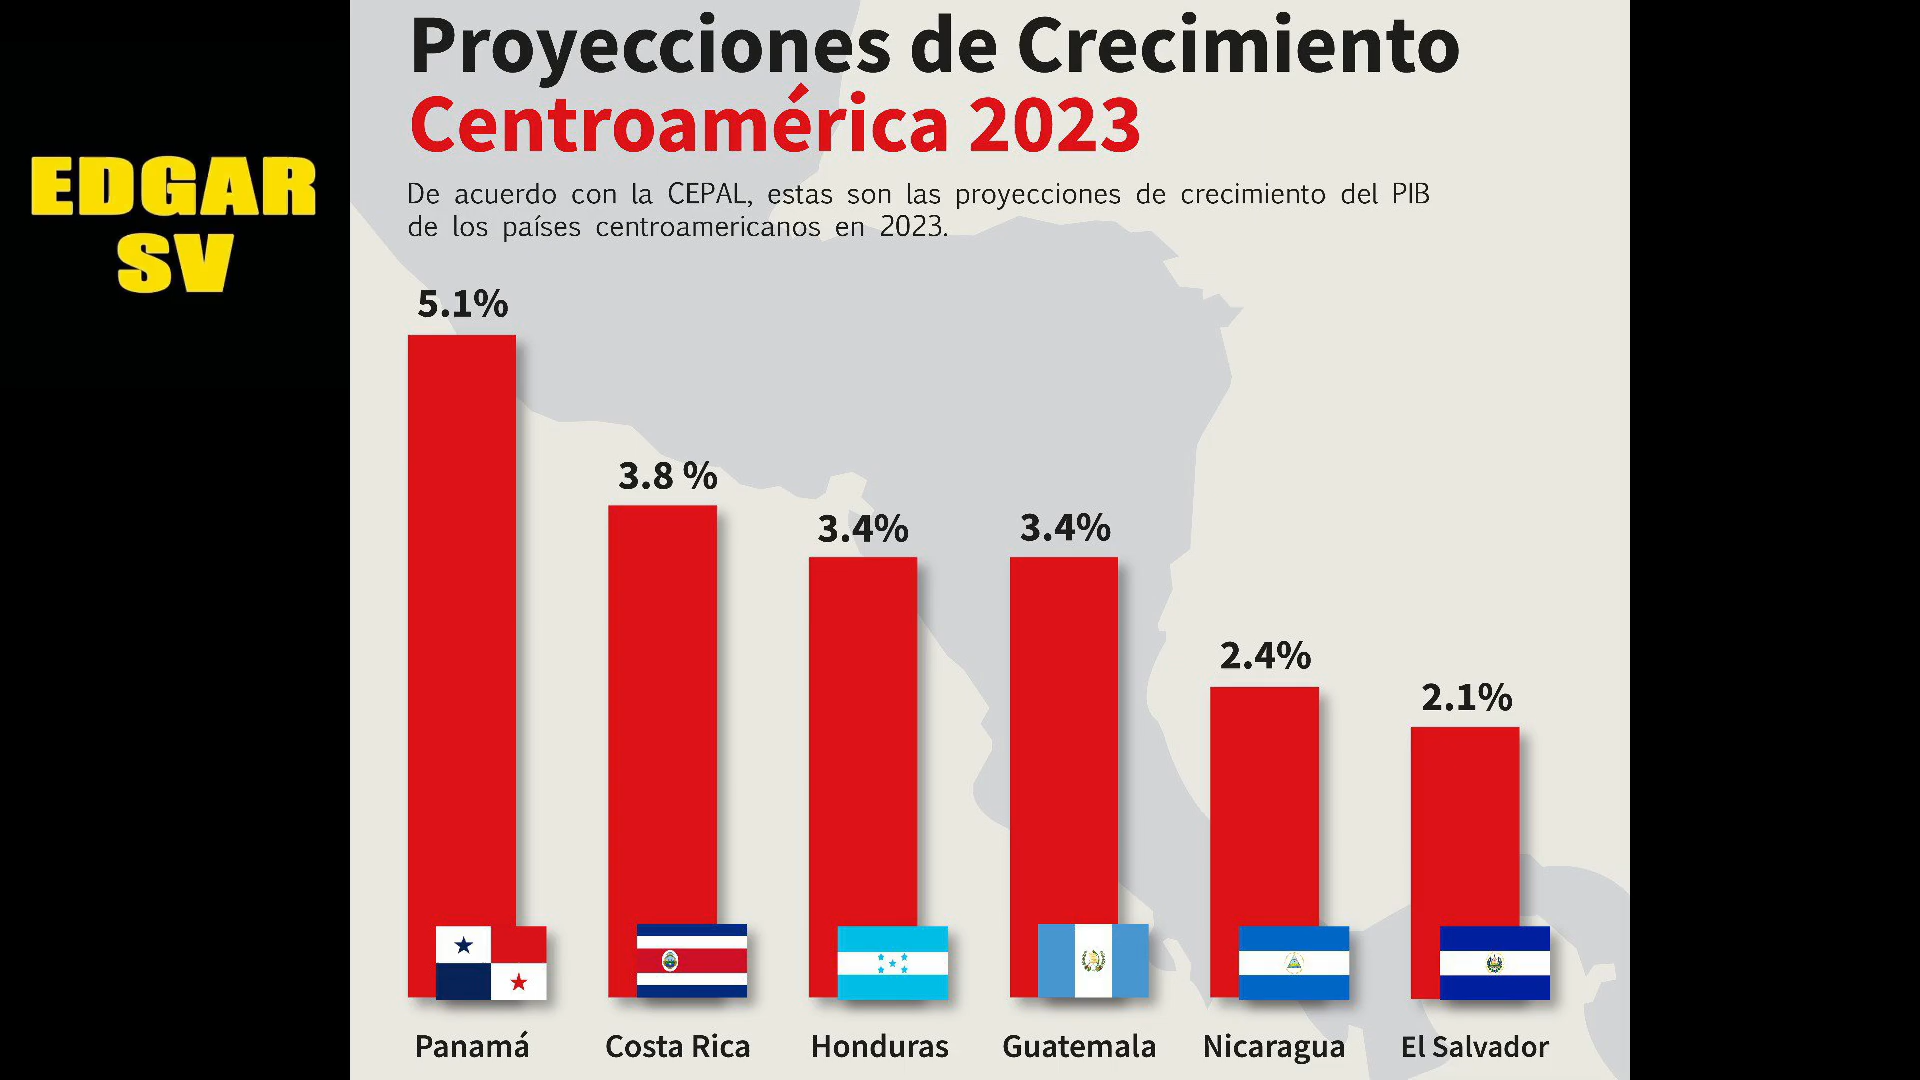 EDGAR
SV
Proyecciones de Crecimiento
Centroamérica 2023
De acuerdo con la CEPAL, estas son las proyecciones de crecimiento del PIB
de los países centroamericanos en 2023.
5.1%
3.8 %
3.4%
3.4%
2.4%
2.1%
Panamá
Costa Rica
Honduras
Guatemala
Nicaragua
El Salvador